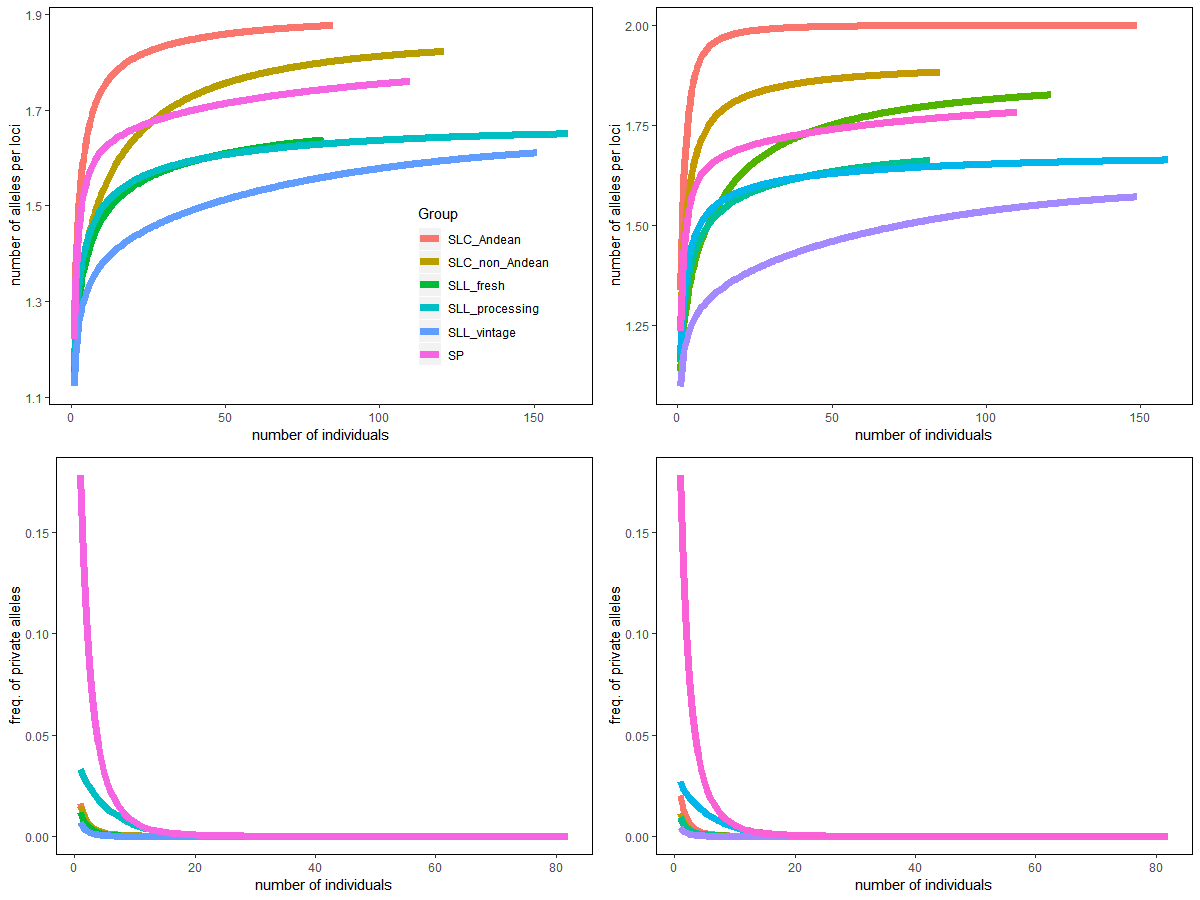 number of alleles per loci
1.9
1.7
1.5
1.3
1.1
0
50
100
150
number of individuals
Group
SLC_Andean
SLC_non_Andean
SLL_fresh
SLL_processing
SLL_vintage
SP
number of alleles per loci
2.00
1.75
1.50
1.25
0
50
100
150
number of individuals
freq. of private alleles
0.15
0.10
0.05
0.00
0
20
40
60
80
number of individuals
freq. of private alleles
0.15
0.10
0.05
0.00
0
20
40
60
80
number of individuals